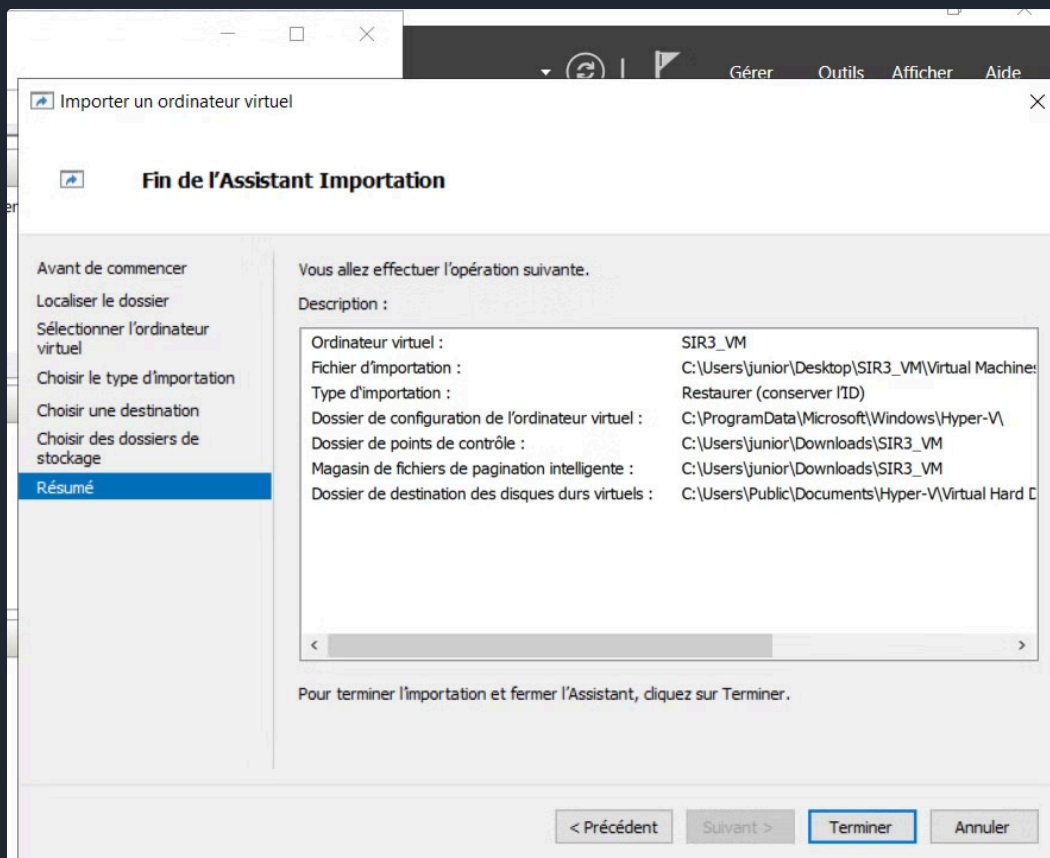 Gérer Outils Afficher Aide
Importer un ordinateur virtuel
Fin de l'Assistant Importation
Avant de commencer
Localiser le dossier
Sélectionner l'ordinateur
virtuel
Choisir le type d'importation
Choisir une destination
Choisir des dossiers de
stockage
Résumé
Vous allez effectuer l'opération suivante.
Description :
Ordinateur virtuel : SIR3_VM
Fichier d'importation : C:\Users\junior\Desktop\SIR3_VM\Virtual Machines
Type d'importation : Restaurer (conserver l'ID)
Dossier de configuration de l'ordinateur virtuel : C:\ProgramData\Microsoft\Windows\Hyper-V\
Dossier de points de contrôle : C:\Users\junior\Downloads\SIR3_VM
Magasin de fichiers de pagination intelligente : C:\Users\junior\Downloads\SIR3_VM
Dossier de destination des disques durs virtuels : C:\Users\Public\Documents\Hyper-V\Virtual Hard D
Pour terminer l'importation et fermer l'Assistant, cliquez sur Terminer.
< Précédent Suivant > Terminer Annuler